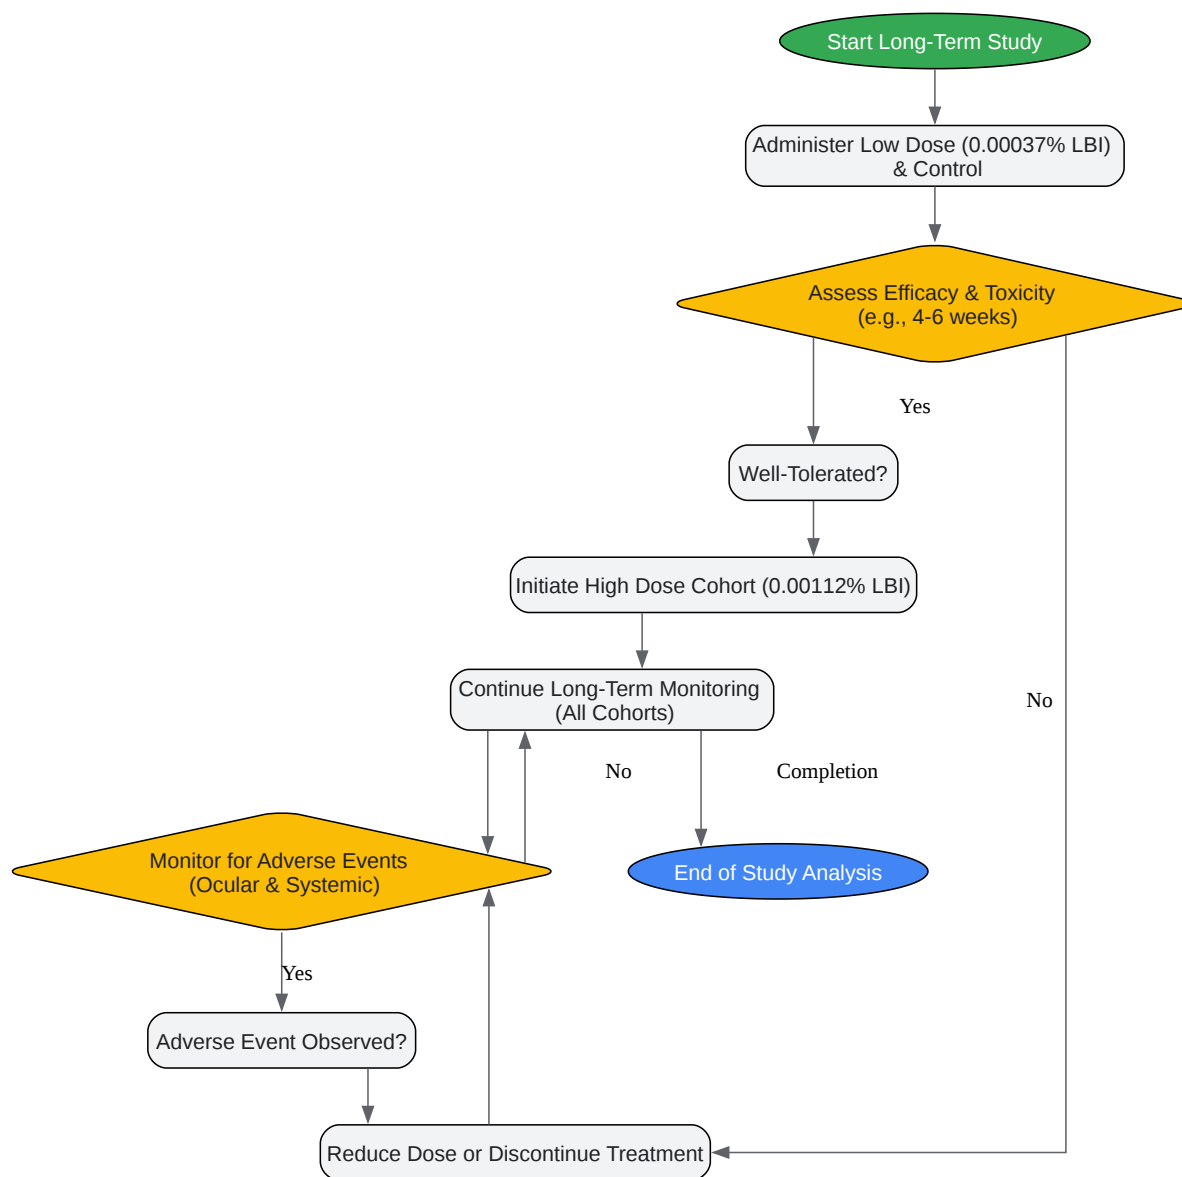 Start Long-Term Study
Administer Low Dose (0.00037% LBI)
& Control
Assess Efficacy & Toxicity
(e.g., 4-6 weeks)
Yes
Well-Tolerated?
Initiate High Dose Cohort (0.00112% LBI)
Continue Long-Term Monitoring
(All Cohorts)
No
No
Completion
Monitor for Adverse Events
(Ocular & Systemic)
End of Study Analysis
Yes
Adverse Event Observed?
Reduce Dose or Discontinue Treatment